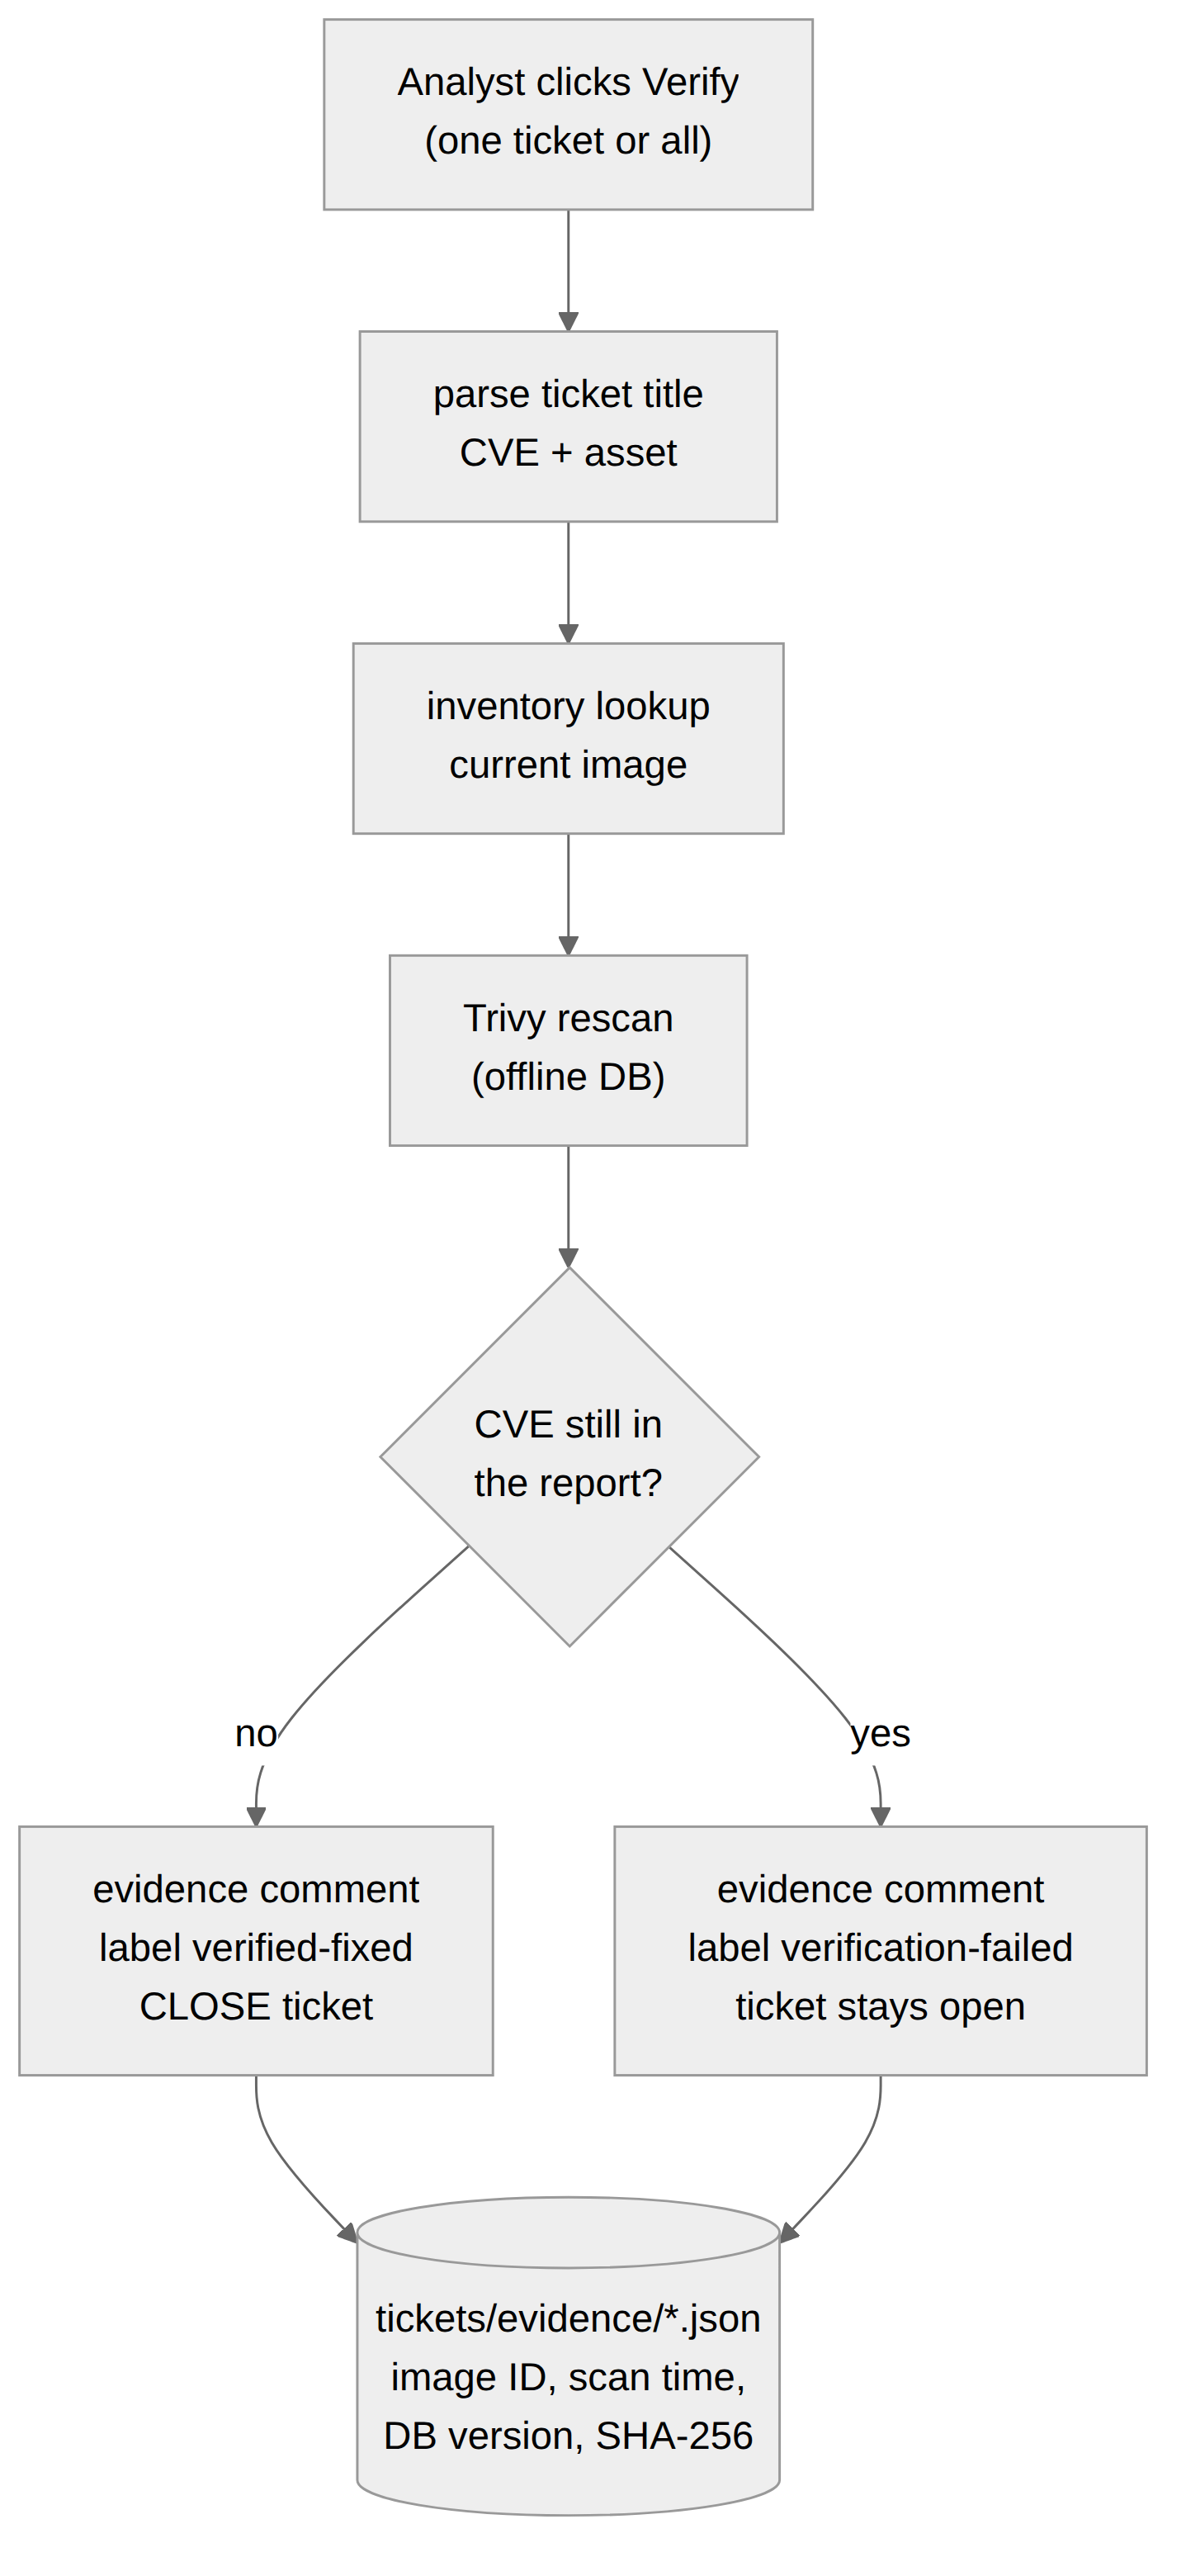 Analyst clicks Verify
(one ticket or all)
parse ticket title
CVE + asset
inventory lookup
current image
Trivy rescan
(offline DB)
CVE still in
the report?
no
yes
evidence comment
label verified-fixed
CLOSE ticket
evidence comment
label verification-failed
ticket stays open
tickets/evidence/*.json
image ID, scan time,
DB version, SHA-256